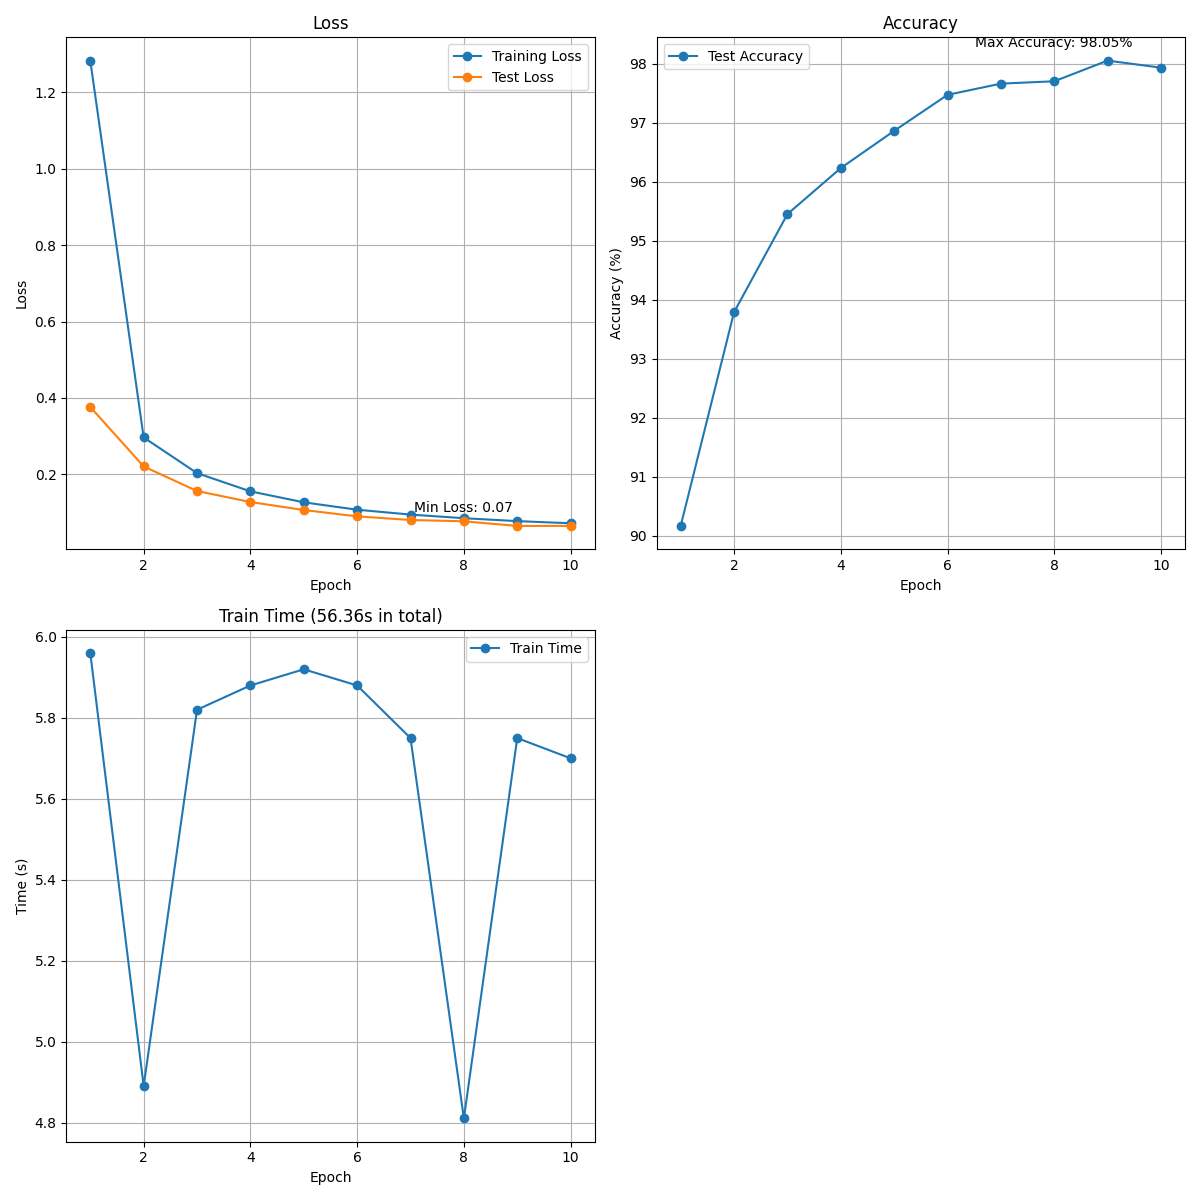 Loss
Training Loss
Test Loss
1.2
1.0
0.8
0.6
0.4
0.2
Loss
Min Loss: 0.07
2 4 6 8 10
Epoch
Accuracy
Max Accuracy: 98.05%
Test Accuracy
98
97
96
95
94
93
92
91
90
Accuracy (%)
2 4 6 8 10
Epoch
Train Time (56.36s in total)
Train Time
6.0
5.8
5.6
5.4
5.2
5.0
4.8
Time (s)
2 4 6 8 10
Epoch